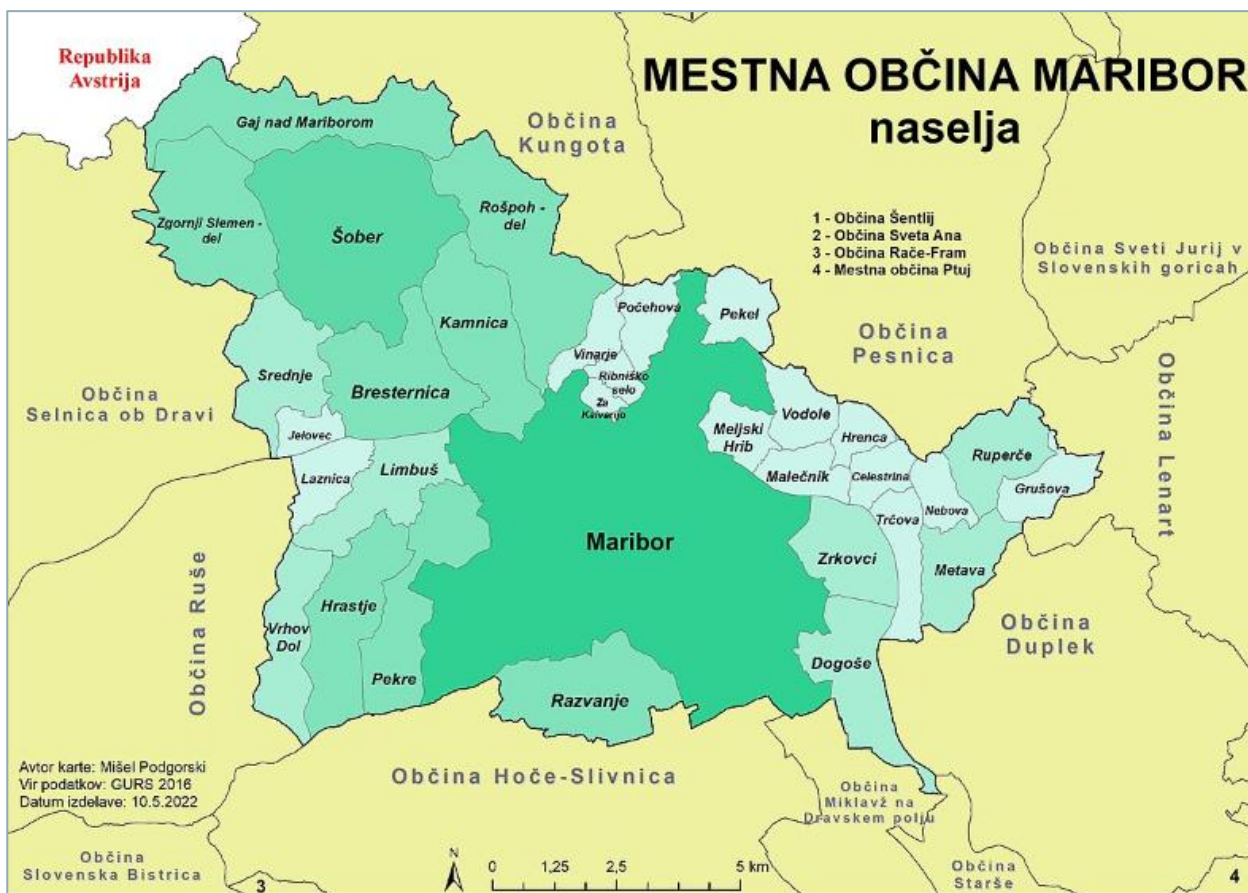 Republika
Avstrija
MESTNA OBČINA MARIBOR
naselja
Gaj nad Mariborom
Občina
Kungota
Zgornji Slemen -
del
Šober
Rošpoh -
del
1 - Občina Šentlij
2 - Občina Sveta Ana
3 - Občina Rače-Fram
4 - Mestna občina Ptuj
Občina Sveti Jurij v
Slovenskih goricah
Počehova
Pekel
Kamnica
Občina
Pesnica
Vinarje
Srednje
Ribniško
selo
Občina
Selnica ob Dravi
Bresternica
Za
Kalvarijo
Občina Lenart
Vodole
Jelovec
Meljski
Hrib
Hrenca
Ruperče
Limbuš
Laznica
Malečnik
Celestrina
Grušova
Nebova
Trčova
Maribor
Zrkovci
Metava
Občina Ruše
Hrastje
Vrhov
Dol
Občina
Duplek
Dogoše
Pekre
Razvanje
Avtor karte: Mišel Podgorski
Vir podatkov: GURS 2016
Datum izdelave: 10.5.2022
Občina Hoče-Slivnica
Občina
Miklavž na
Dravskem polju
Občina
Slovenska Bistrica
3
N
0 1,25 2,5 5 km
Občina
Starše
4